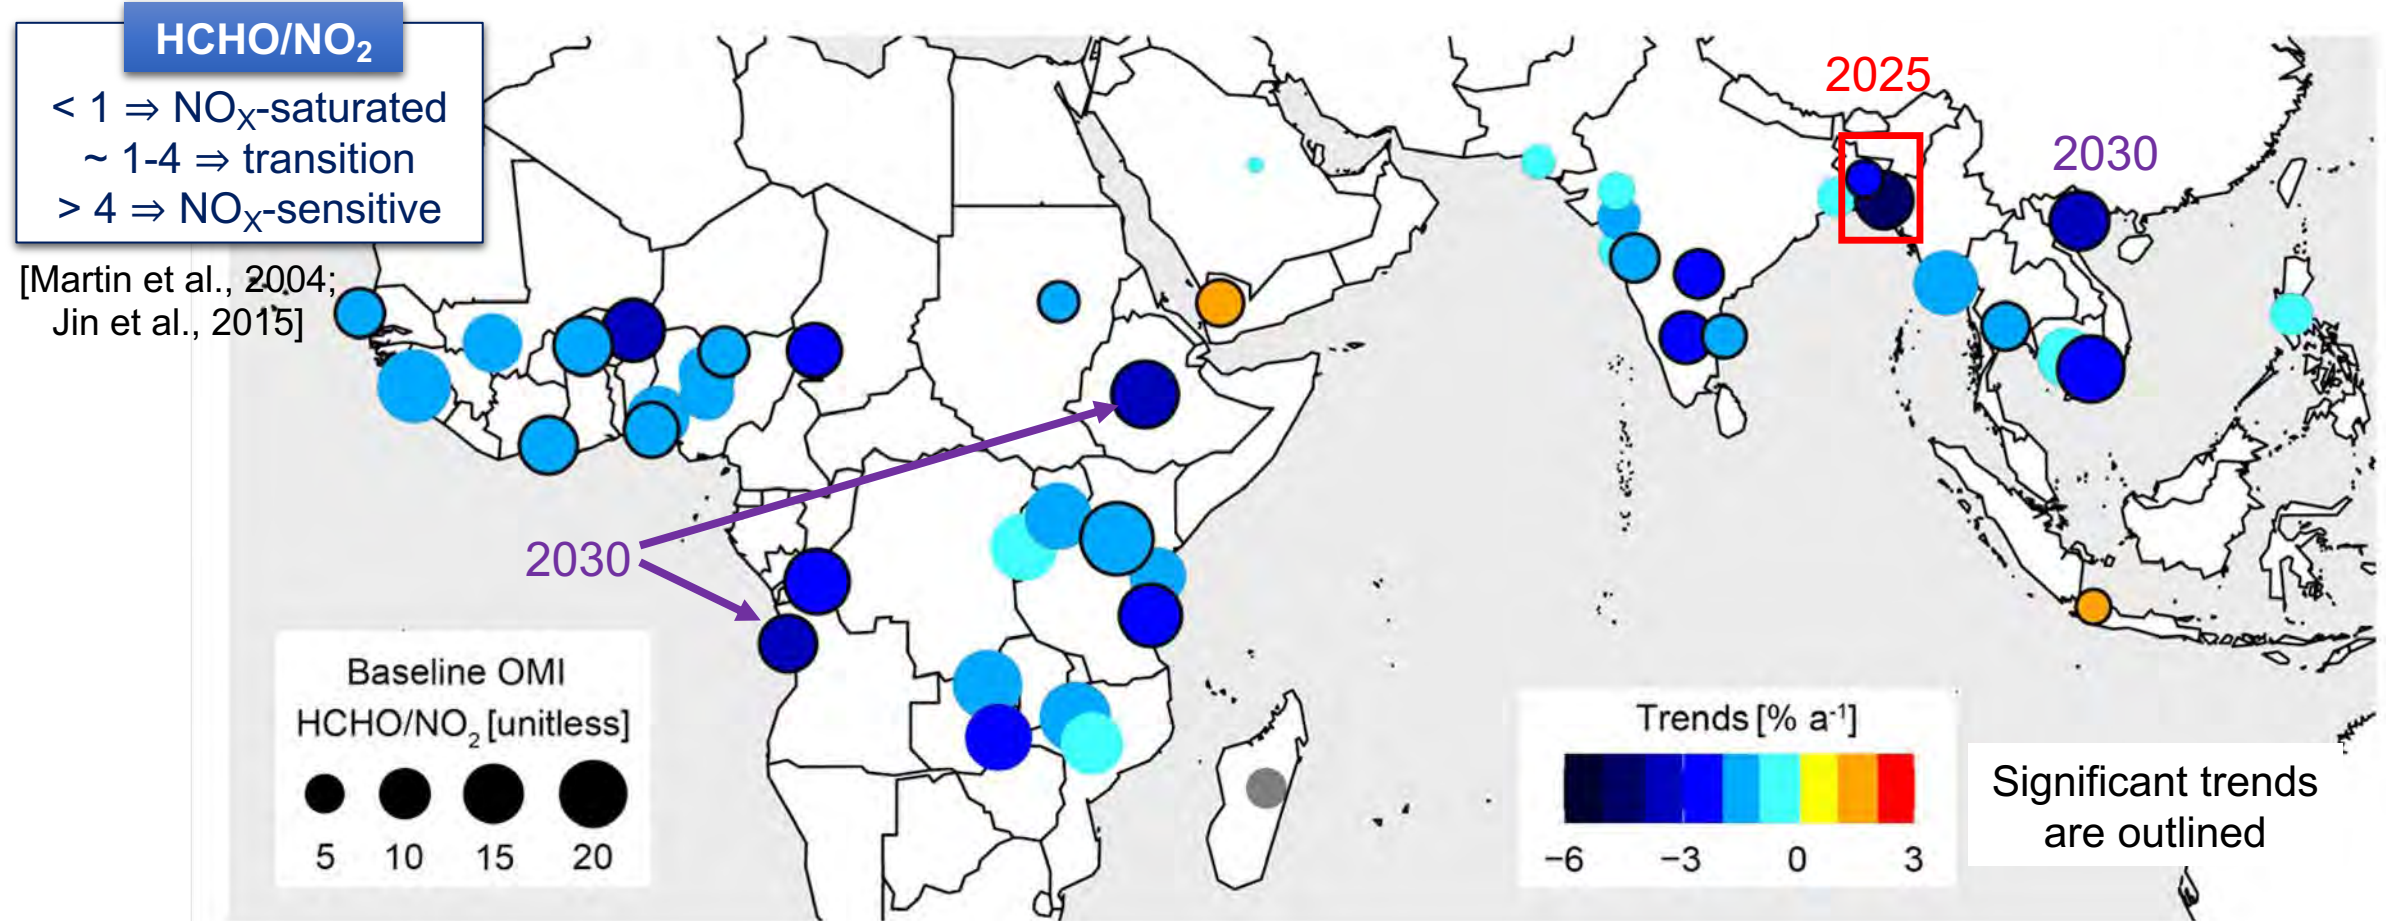 HCHO/NO₂
< 1 ⇒ NOₓ-saturated
~ 1-4 ⇒ transition
> 4 ⇒ NOₓ-sensitive
[Martin et al., 2004;
Jin et al., 2015]
2025
2030
2030
Baseline OMI
HCHO/NO₂ [unitless]
5 10 15 20
Trends [% a⁻¹]
−6 −3 0 3
Significant trends
are outlined